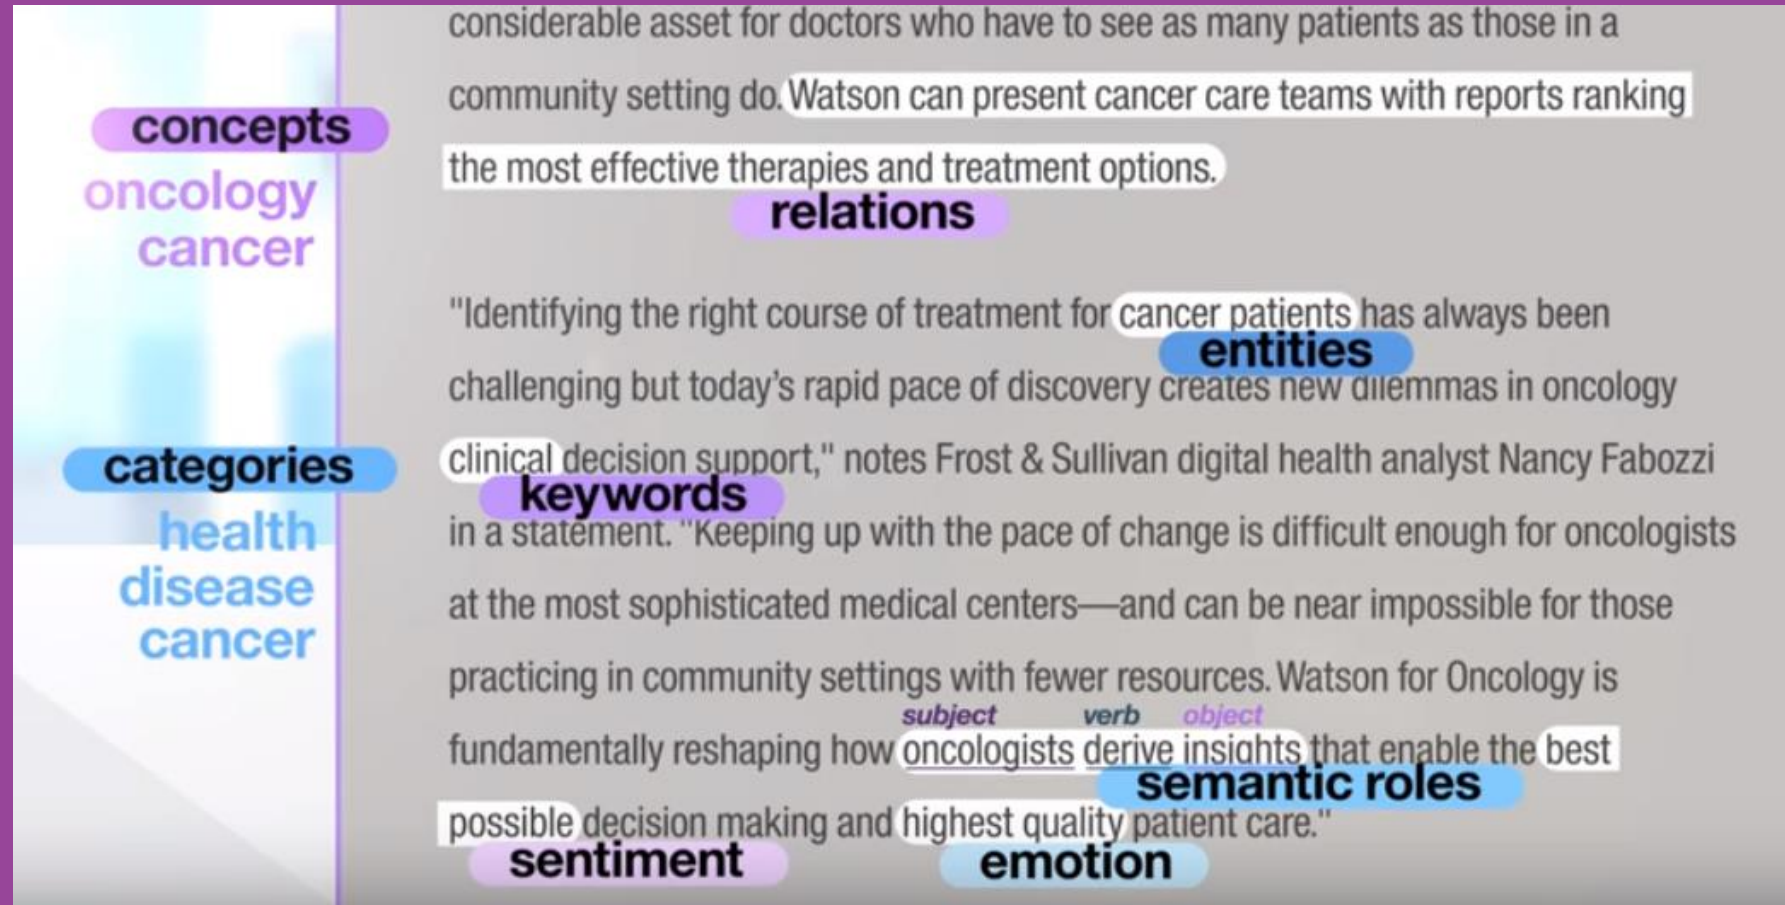 considerable asset for doctors who have to see as many patients as those in a
community setting do. Watson can present cancer care teams with reports ranking
the most effective therapies and treatment options.
relations
concepts
oncology
cancer
"Identifying the right course of treatment for cancer patients has always been
entities
challenging but today's rapid pace of discovery creates new dilemmas in oncology
clinical decision support," notes Frost & Sullivan digital health analyst Nancy Fabozzi
keywords
in a statement. "Keeping up with the pace of change is difficult enough for oncologists
categories
health
disease
cancer
at the most sophisticated medical centers—and can be near impossible for those
practicing in community settings with fewer resources. Watson for Oncology is
subject verb object
fundamentally reshaping how oncologists derive insights that enable the best
semantic roles
possible decision making and highest quality patient care."
sentiment emotion